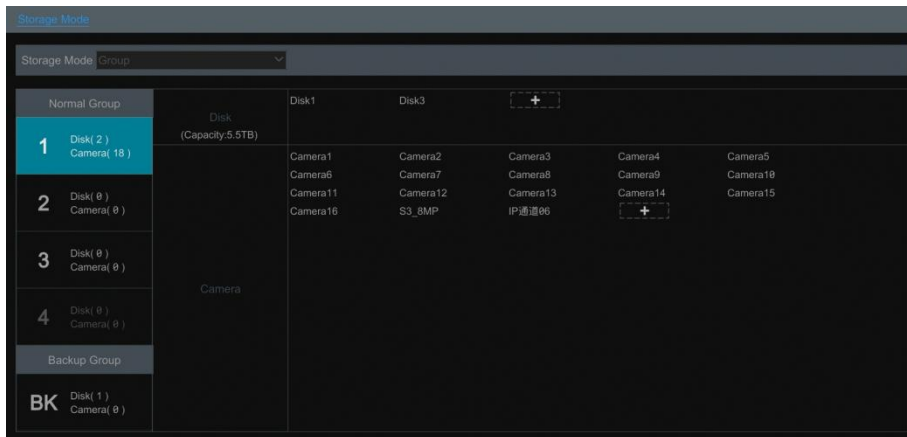 Storage Mode
Storage Mode Group
Normal Group
1 Disk( 2 )
Camera( 18 )
2 Disk( 0 )
Camera( 0 )
3 Disk( 0 )
Camera( 0 )
4 Disk( 0 )
Camera( 0 )
Backup Group
BK Disk( 1 )
Camera( 0 )
Disk
(Capacity:5.5TB)
Disk1 Disk3 +
Camera
Camera1 Camera2 Camera3 Camera4 Camera5
Camera6 Camera7 Camera8 Camera9 Camera10
Camera11 Camera12 Camera13 Camera14 Camera15
Camera16 S3_8MP IP通道06 +